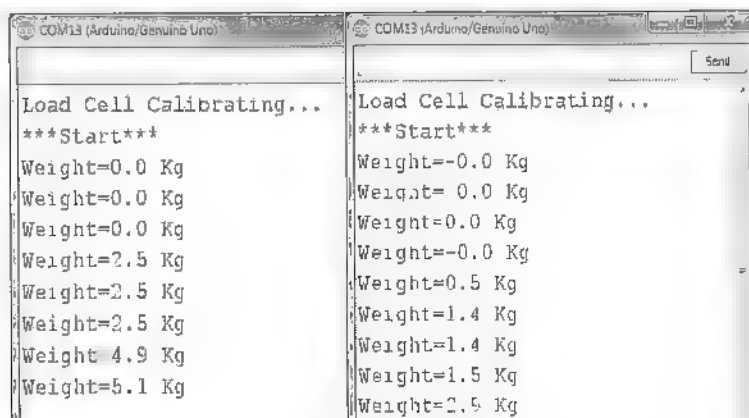 COM13 (Arduino/Genuino Uno)
Load Cell Calibrating...
***Start***
Weight=0.0 Kg
Weight=0.0 Kg
Weight=0.0 Kg
Weight=2.5 Kg
Weight=2.5 Kg
Weight=2.5 Kg
Weight 4.9 Kg
Weight=5.1 Kg
COM13 (Arduino/Genuino Uno)
Send
Load Cell Calibrating...
***Start***
Weight=-0.0 Kg
Weight= 0.0 Kg
Weight=0.0 Kg
Weight=-0.0 Kg
Weight=0.5 Kg
Weight=1.4 Kg
Weight=1.4 Kg
Weight=1.5 Kg
Weight=2.5 Kg